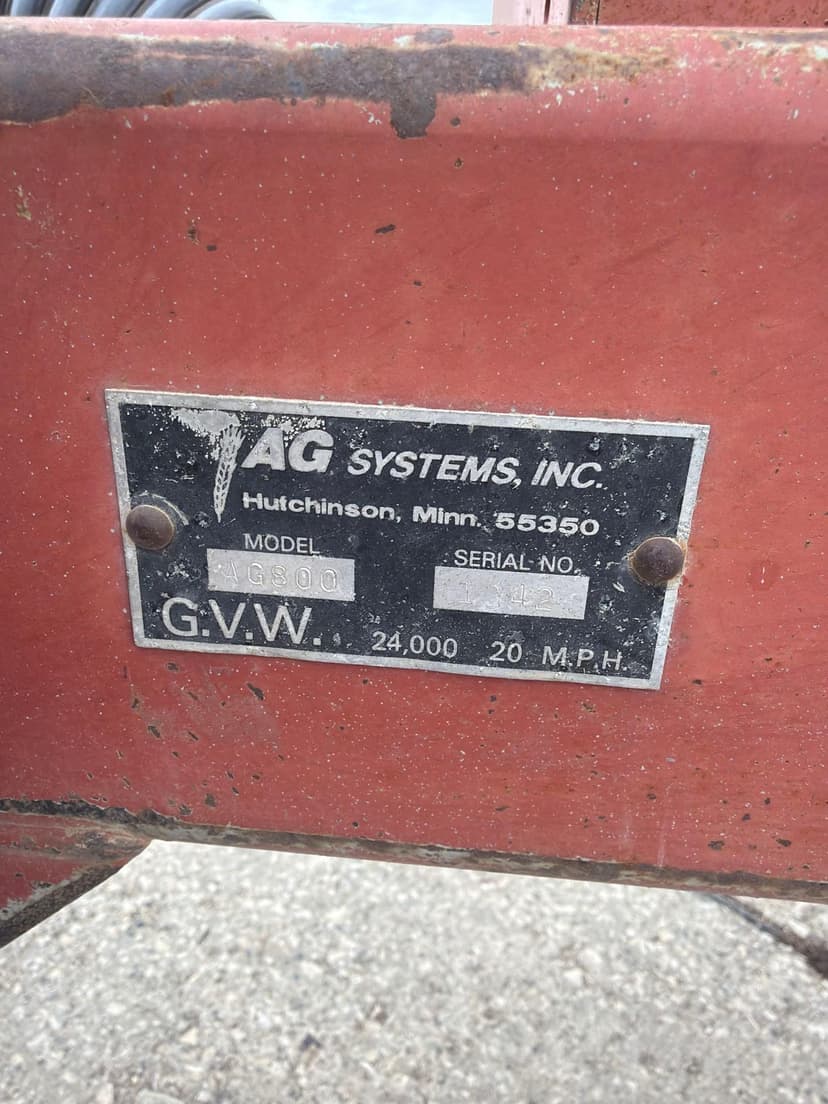 AG SYSTEMS, INC.
Hutchinson, Minn. 55350
MODEL
AG800
SERIAL NO.
G.V.W. 24,000 20 M.P.H.